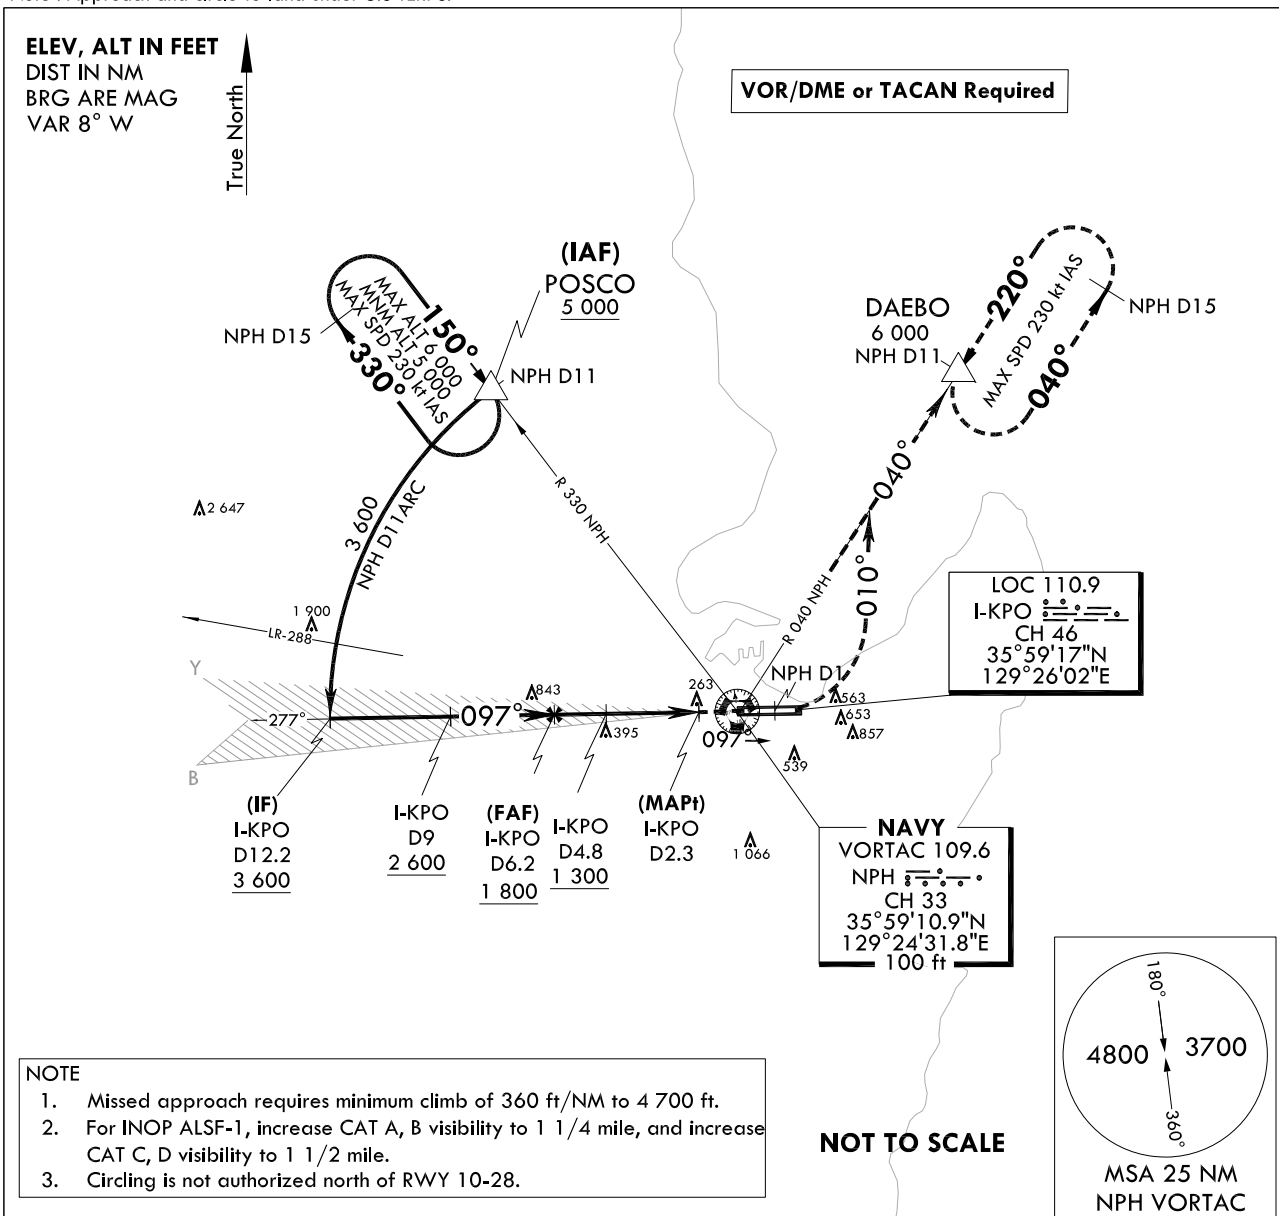 ELEV, ALT IN FEET
DIST IN NM
BRG ARE MAG
VAR 8° W
True North
VOR/DME or TACAN Required
(IAF)
POSCO
5 000
NPH D15
MAX ALT 6 000
MNM ALT 5 000
MAX SPD 230 kt IAS
150°
330°
NPH D11
DAEBO
6 000
NPH D11
220°
MAX SPD 230 kt IAS
040°
NPH D15
2 647
3 600
NPH D11ARC
R 330 NPH
040°
010°
R 040 NPH
1 900
LR-288
LOC 110.9
I-KPO
CH 46
35°59'17"N
129°26'02"E
Y
277°
B
097°
843
395
263
NPH D1
097°
563
653
857
539
1 066
(IF)
I-KPO
D12.2
3 600
I-KPO
D9
2 600
(FAF)
I-KPO
D6.2
1 800
I-KPO
D4.8
1 300
(MAPt)
I-KPO
D2.3
NAVY
VORTAC 109.6
NPH
CH 33
35°59'10.9"N
129°24'31.8"E
100 ft
180°
4800
3700
360°
MSA 25 NM
NPH VORTAC
NOT TO SCALE
NOTE
1. Missed approach requires minimum climb of 360 ft/NM to 4 700 ft.
2. For INOP ALSF-1, increase CAT A, B visibility to 1 1/4 mile, and increase
CAT C, D visibility to 1 1/2 mile.
3. Circling is not authorized north of RWY 10-28.